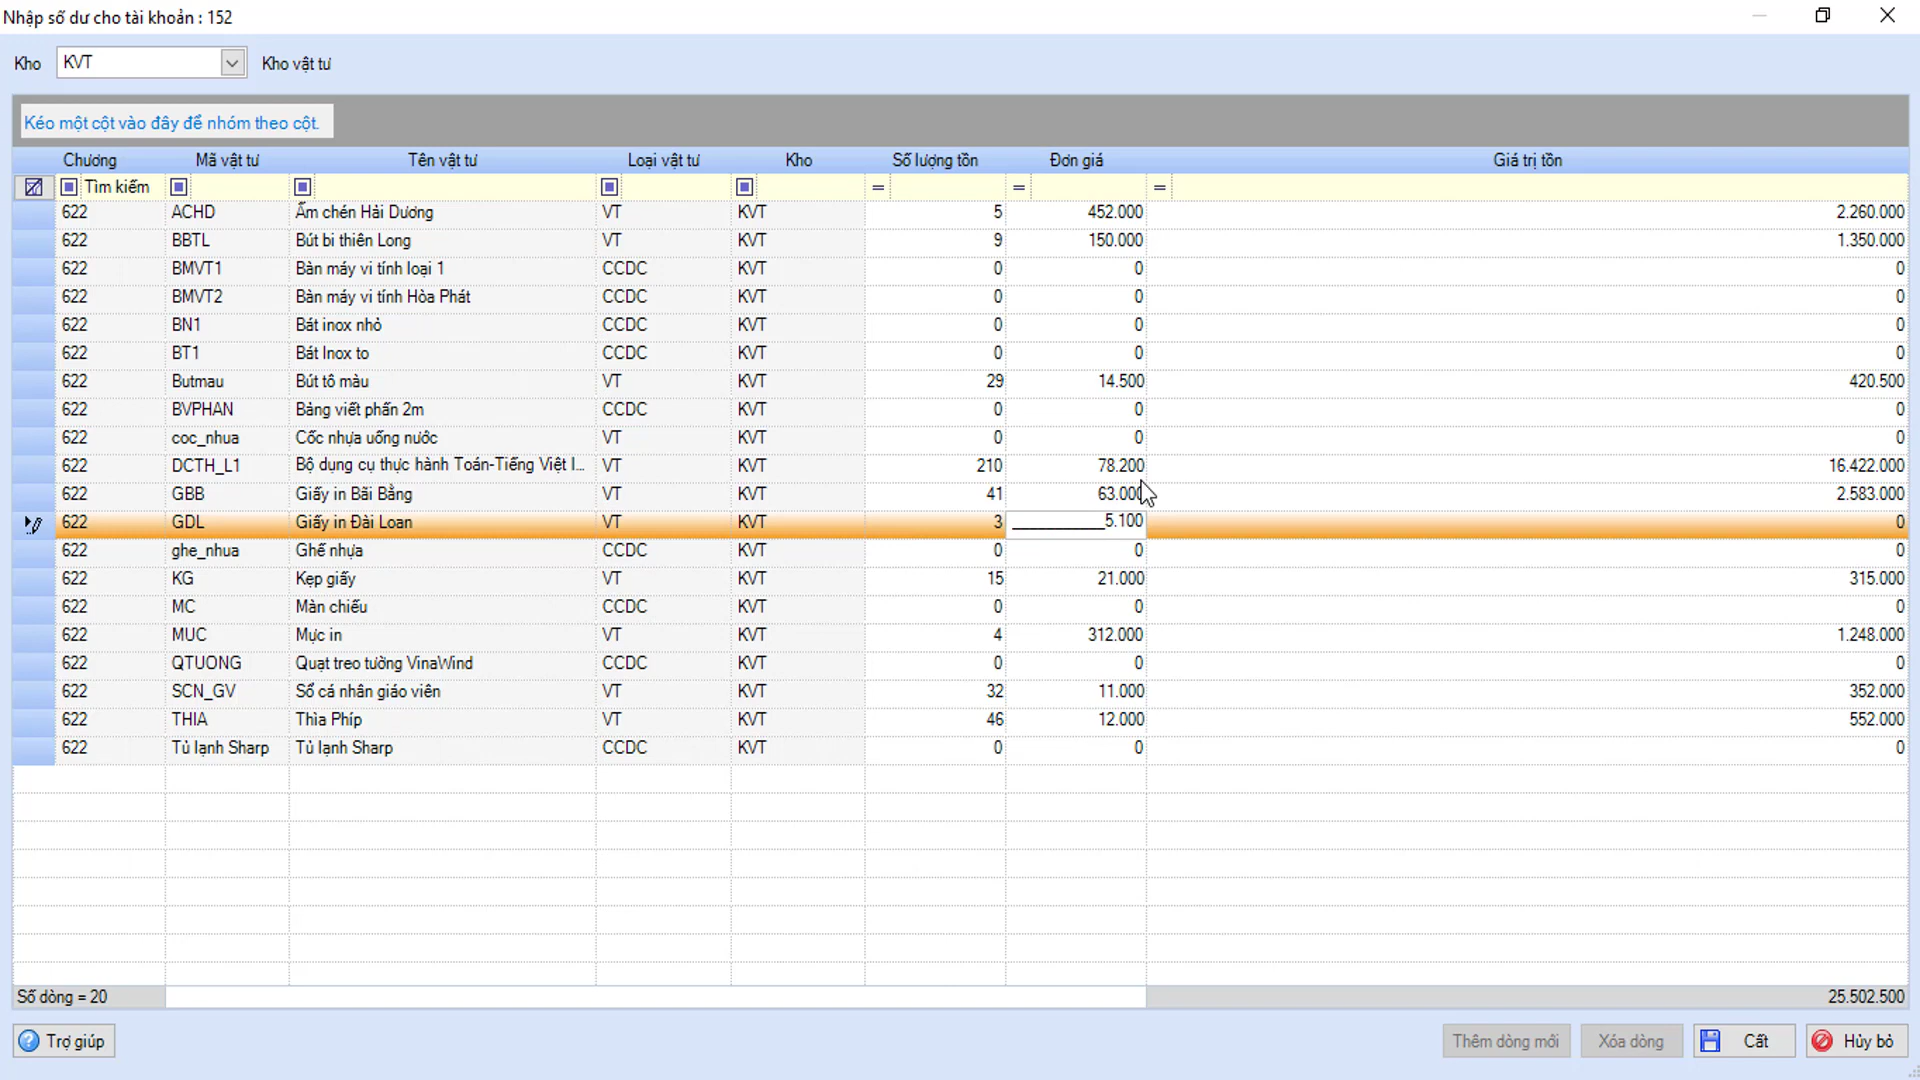 Nhập số dư cho tài khoản : 152
Kho KVT Kho vật tư
Kéo một cột vào đây để nhóm theo cột.
Chương Mã vật tư Tên vật tư Loại vật tư Kho Số lượng tồn Đơn giá Giá trị tồn
Tìm kiếm = = =
622 ACHD Ấm chén Hải Dương VT KVT 5 452.000 2.260.000
622 BBTL Bút bi thiên Long VT KVT 9 150.000 1.350.000
622 BMVT1 Bàn máy vi tính loại 1 CCDC KVT 0 0 0
622 BMVT2 Bàn máy vi tính Hòa Phát CCDC KVT 0 0 0
622 BN1 Bát inox nhỏ CCDC KVT 0 0 0
622 BT1 Bát Inox to CCDC KVT 0 0 0
622 Butmau Bút tô màu VT KVT 29 14.500 420.500
622 BVPHAN Bảng viết phấn 2m CCDC KVT 0 0 0
622 coc_nhua Cốc nhựa uống nước VT KVT 0 0 0
622 DCTH_L1 Bộ dụng cụ thực hành Toán-Tiếng Việt l... VT KVT 210 78.200 16.422.000
622 GBB Giấy in Bãi Bằng VT KVT 41 63.000 2.583.000
622 GDL Giấy in Đài Loan VT KVT 3 ___________5.100 0
622 ghe_nhua Ghế nhựa CCDC KVT 0 0 0
622 KG Kẹp giấy VT KVT 15 21.000 315.000
622 MC Màn chiếu CCDC KVT 0 0 0
622 MUC Mực in VT KVT 4 312.000 1.248.000
622 QTUONG Quạt treo tường VinaWind CCDC KVT 0 0 0
622 SCN_GV Sổ cá nhân giáo viên VT KVT 32 11.000 352.000
622 THIA Thìa Phíp VT KVT 46 12.000 552.000
622 Tủ lạnh Sharp Tủ lạnh Sharp CCDC KVT 0 0 0
Số dòng = 20 25.502.500
Trợ giúp Thêm dòng mới Xóa dòng Cất Hủy bỏ